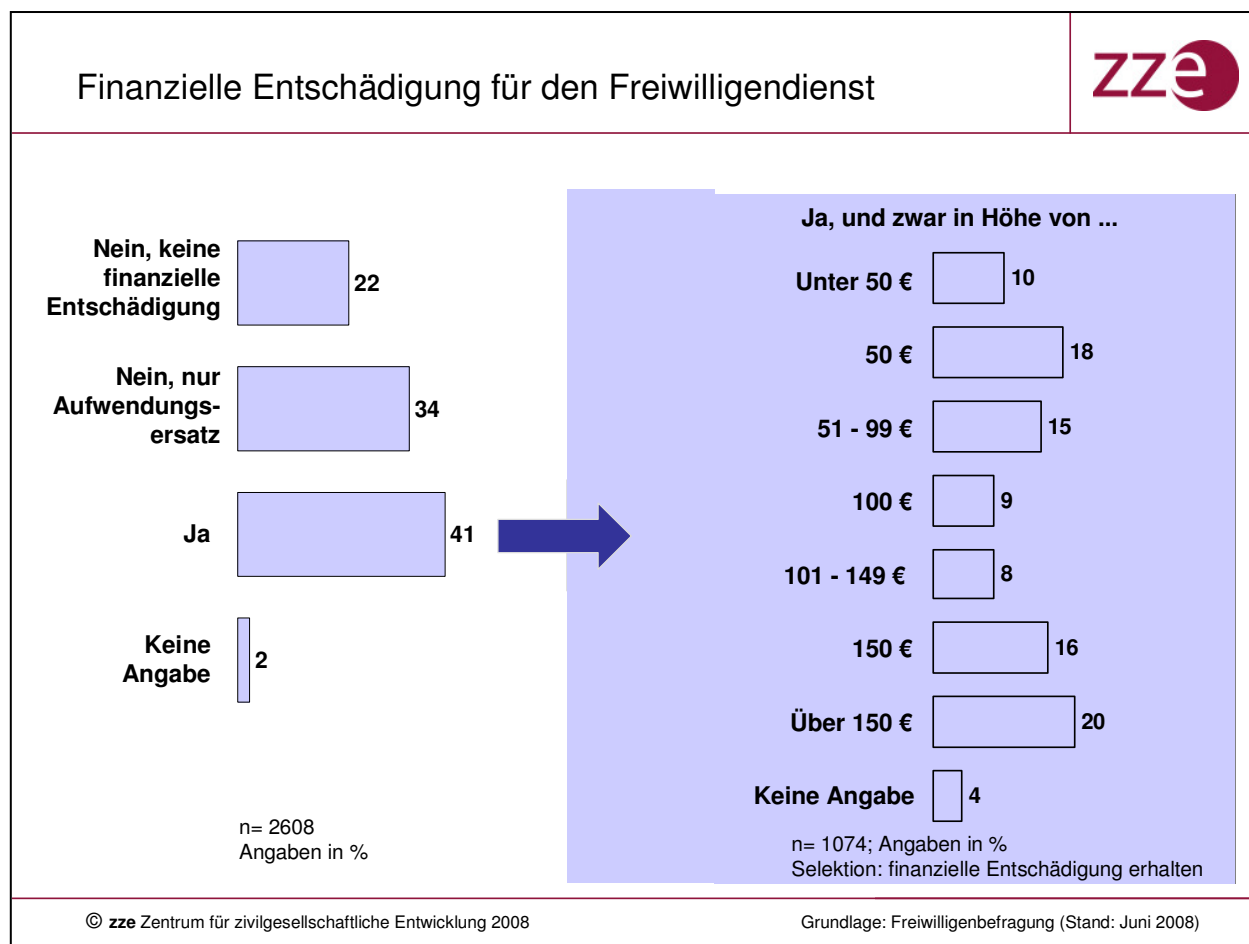 Finanzielle Entschädigung für den Freiwilligendienst
zze
Nein, keine
finanzielle
Entschädigung
22
Nein, nur
Aufwendungs-
ersatz
34
Ja
41
Keine
Angabe
2
n= 2608
Angaben in %
Ja, und zwar in Höhe von ...
Unter 50 €
10
50 €
18
51 - 99 €
15
100 €
9
101 - 149 €
8
150 €
16
Über 150 €
20
Keine Angabe
4
n= 1074; Angaben in %
Selektion: finanzielle Entschädigung erhalten
© zze Zentrum für zivilgesellschaftliche Entwicklung 2008
Grundlage: Freiwilligenbefragung (Stand: Juni 2008)